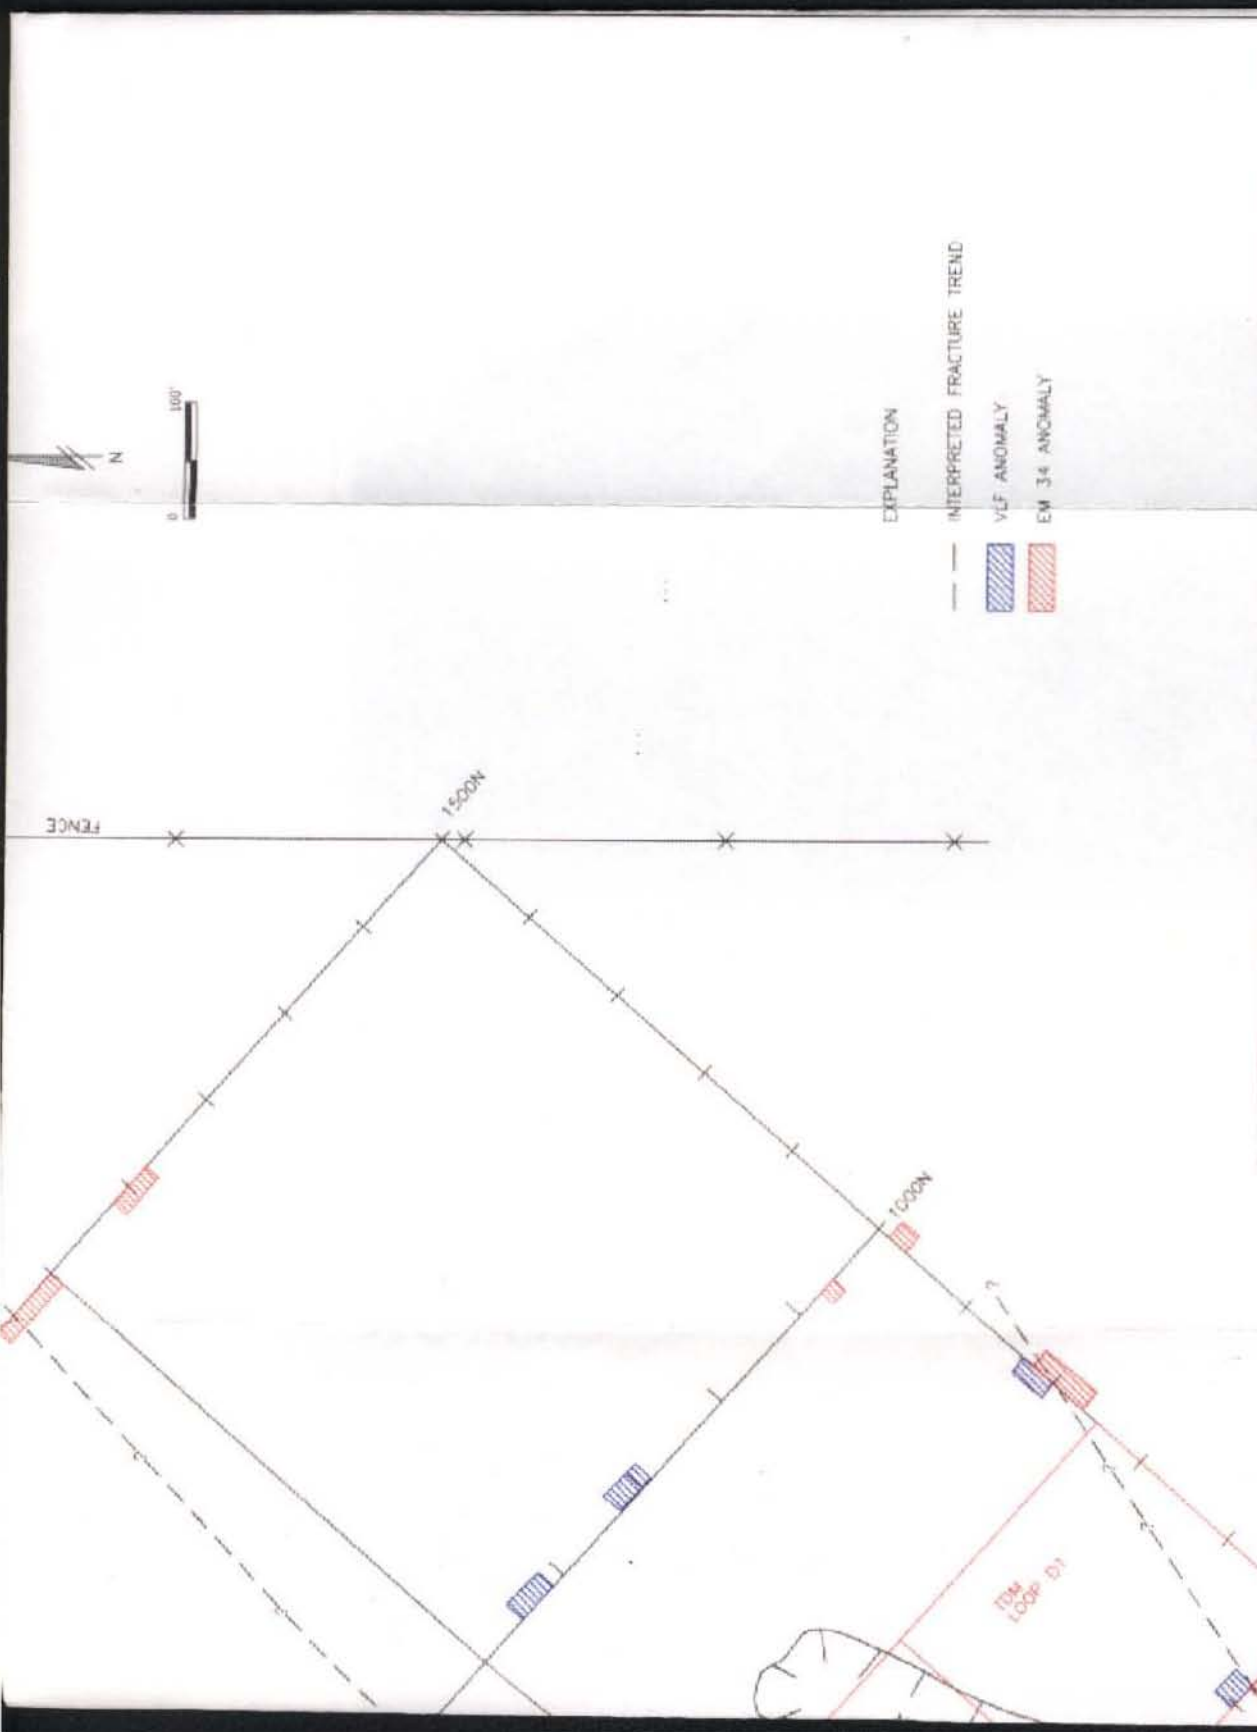 N
0 100'
FENCE
1500N
EXPLANATION
INTERPRETED FRACTURE TREND
VLF ANOMALY
EM 34 ANOMALY
1000N
?
?
?
?
?
TDM
LOOP D1